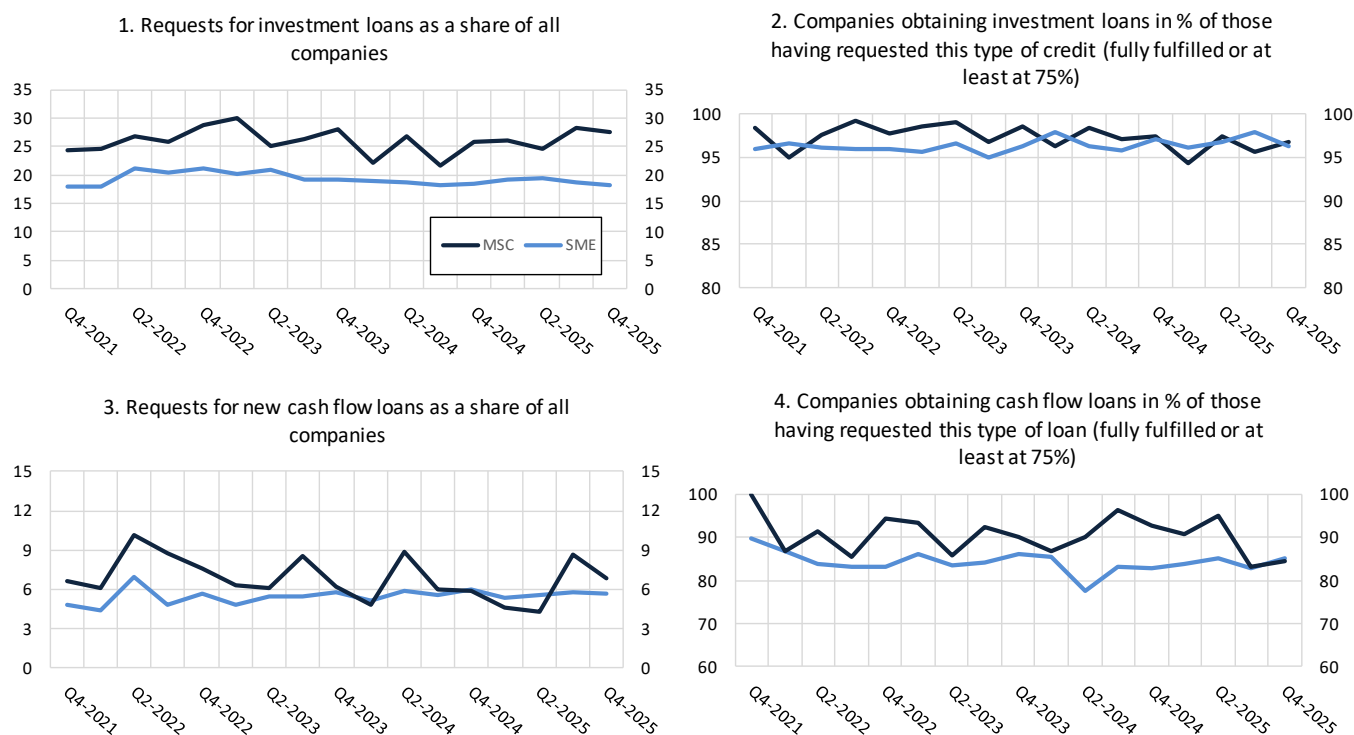 1. Requests for investment loans as a share of all
companies
35
30
25
20
15
10
5
0
35
30
25
20
15
10
5
0
MSC
SME
Q4-2021
Q2-2022
Q4-2022
Q2-2023
Q4-2023
Q2-2024
Q4-2024
Q2-2025
Q4-2025
2. Companies obtaining investment loans in % of those
having requested this type of credit (fully fulfilled or at
least at 75%)
100
95
90
85
80
100
95
90
85
80
Q4-2021
Q2-2022
Q4-2022
Q2-2023
Q4-2023
Q2-2024
Q4-2024
Q2-2025
Q4-2025
3. Requests for new cash flow loans as a share of all
companies
15
12
9
6
3
0
15
12
9
6
3
0
Q4-2021
Q2-2022
Q4-2022
Q2-2023
Q4-2023
Q2-2024
Q4-2024
Q2-2025
Q4-2025
4. Companies obtaining cash flow loans in % of those
having requested this type of loan (fully fulfilled or at
least at 75%)
100
90
80
70
60
100
90
80
70
60
Q4-2021
Q2-2022
Q4-2022
Q2-2023
Q4-2023
Q2-2024
Q4-2024
Q2-2025
Q4-2025